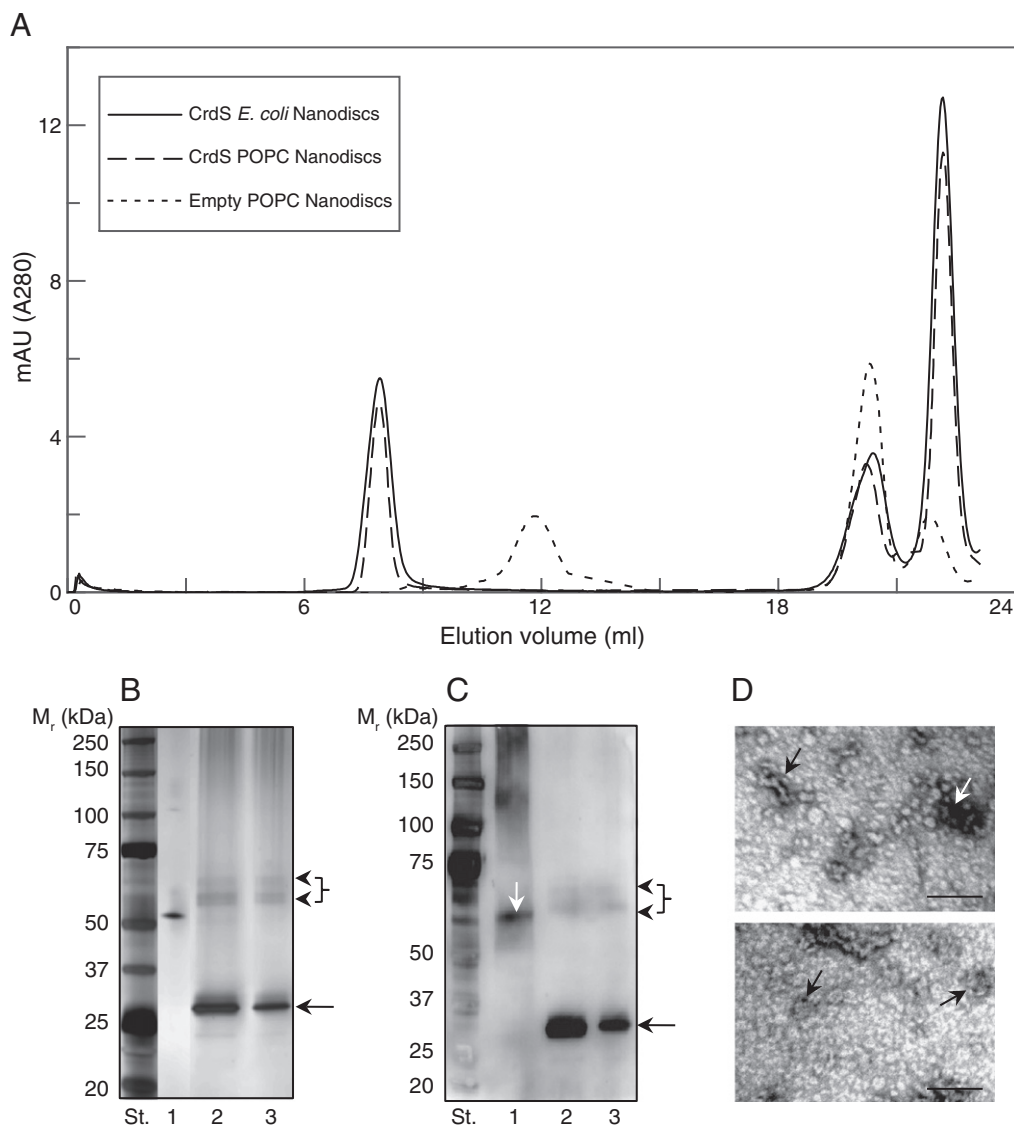 A
CrdS E. coli Nanodiscs
CrdS POPC Nanodiscs
Empty POPC Nanodiscs
mAU (A280)
12
8
4
0
0 6 12 18 24
Elution volume (ml)
B
Mr (kDa)
250
150
100
75
50
37
25
20
St. 1 2 3
C
Mr (kDa)
250
150
100
75
50
37
25
20
St. 1 2 3
D